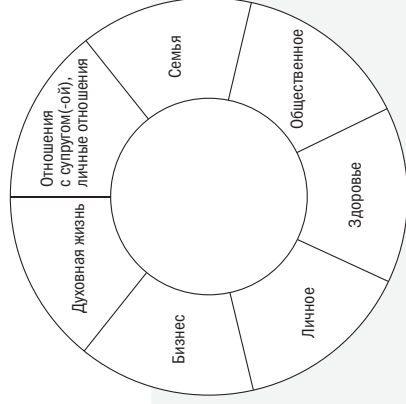 Отношения
с супругом(-ой),
личные отношения
Семья
Общественное
Здоровье
Личное
Бизнес
Духовная жизнь